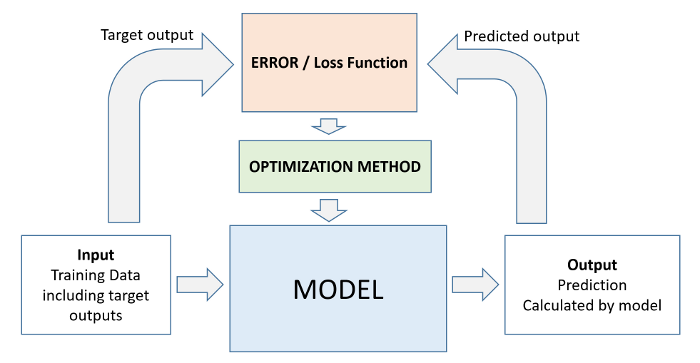 Target output
Predicted output
ERROR / Loss Function
OPTIMIZATION METHOD
Input
Training Data
including target
outputs
MODEL
Output
Prediction
Calculated by model